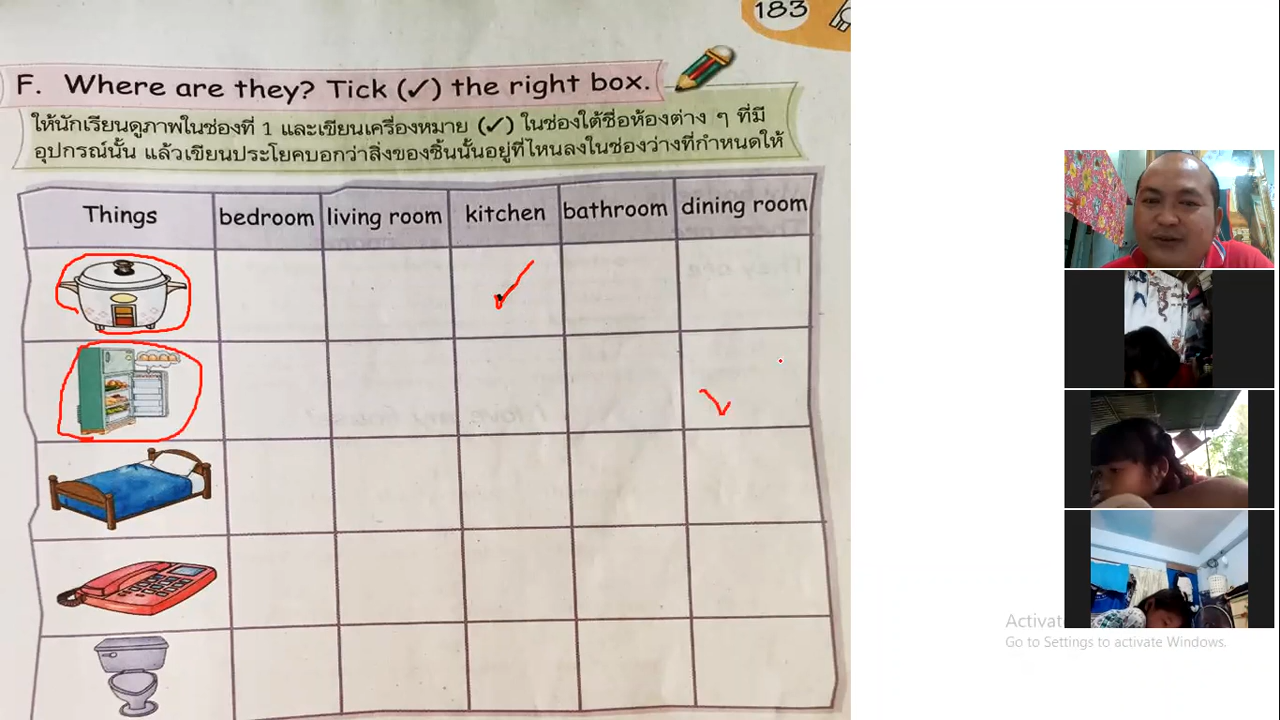 183
F. Where are they? Tick (✓) the right box.
ให้นักเรียนดูภาพในช่องที่ 1 และเขียนเครื่องหมาย (✓) ในช่องใต้ชื่อห้องต่าง ๆ ที่มี
อุปกรณ์นั้น แล้วเขียนประโยคบอกว่าสิ่งของชิ้นนั้นอยู่ที่ไหนลงในช่องว่างที่กำหนดให้
Things bedroom living room kitchen bathroom dining room
I love my house!
Activat
Go to Settings to activate Windows.